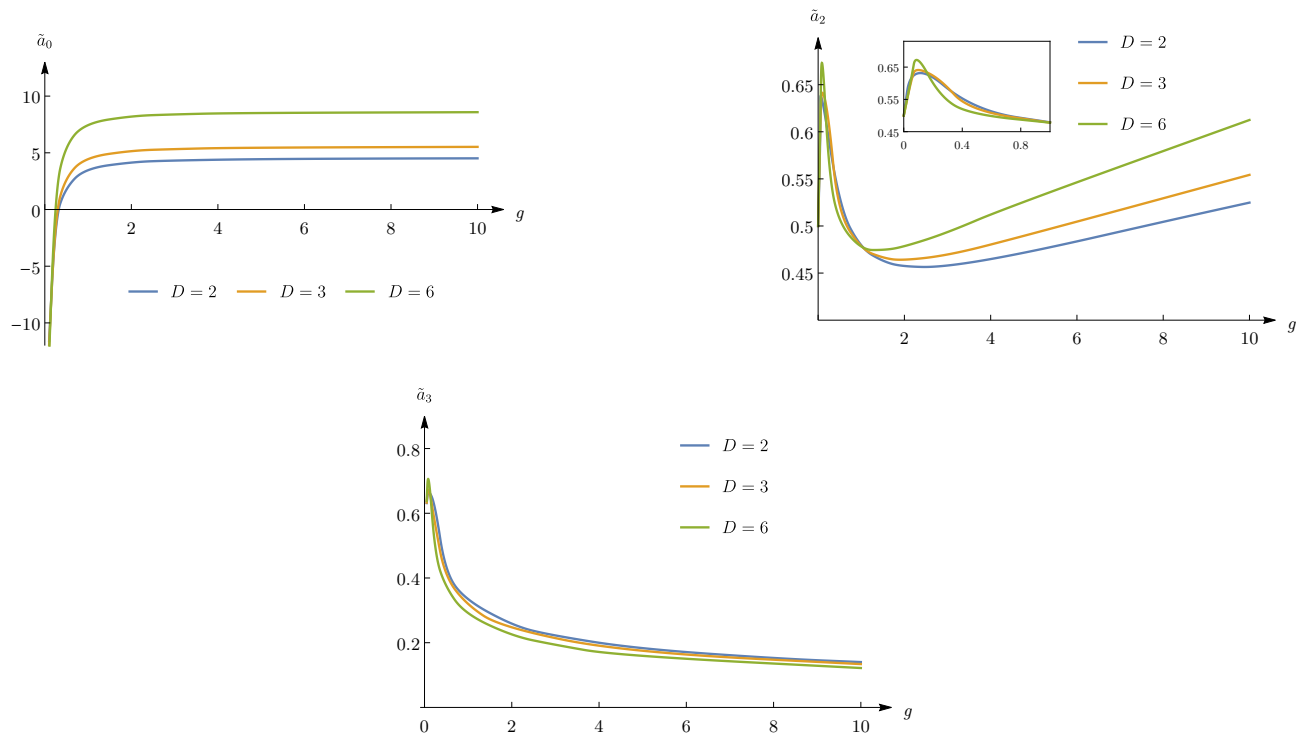 ã₀
10
5
0
−5
−10
2 4 6 8 10
g
D = 2 D = 3 D = 6
ã₂
0.65
0.6
0.55
0.5
0.45
2 4 6 8 10
g
0.65
0.55
0.45
0 0.4 0.8
D = 2
D = 3
D = 6
ã₃
0.8
0.6
0.4
0.2
0 2 4 6 8 10
g
D = 2
D = 3
D = 6